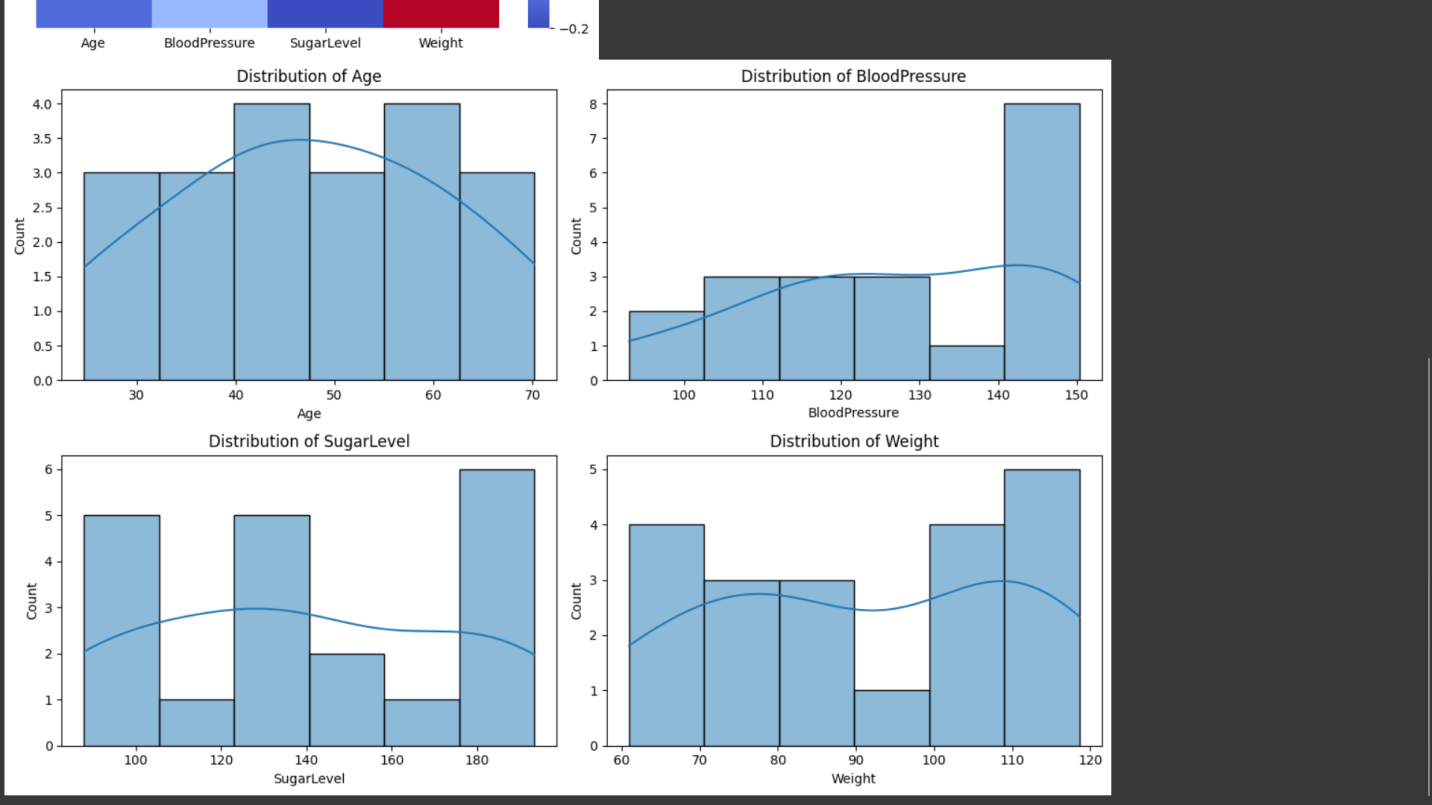 −0.2
Age BloodPressure SugarLevel Weight
Distribution of Age
4.0
3.5
3.0
2.5
2.0
1.5
1.0
0.5
0.0
Count
30 40 50 60 70
Age
Distribution of BloodPressure
8
7
6
5
4
3
2
1
0
Count
100 110 120 130 140 150
BloodPressure
Distribution of SugarLevel
6
5
4
3
2
1
0
Count
100 120 140 160 180
SugarLevel
Distribution of Weight
5
4
3
2
1
0
Count
60 70 80 90 100 110 120
Weight